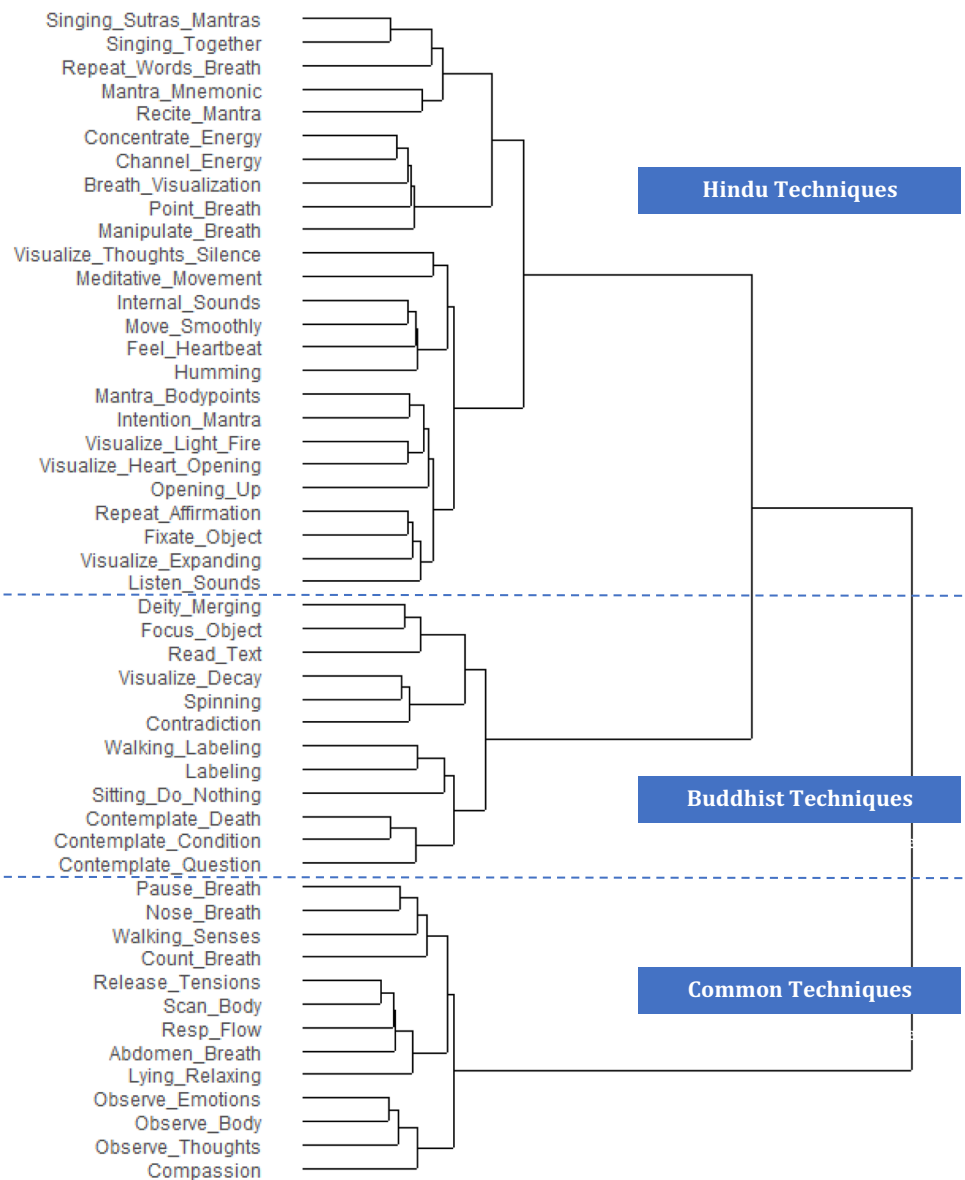 Singing_Sutras_Mantras
Singing_Together
Repeat_Words_Breath
Mantra_Mnemonic
Recite_Mantra
Concentrate_Energy
Channel_Energy
Breath_Visualization
Hindu Techniques
Point_Breath
Manipulate_Breath
Visualize_Thoughts_Silence
Meditative_Movement
Internal_Sounds
Move_Smoothly
Feel_Heartbeat
Humming
Mantra_Bodypoints
Intention_Mantra
Visualize_Light_Fire
Visualize_Heart_Opening
Opening_Up
Repeat_Affirmation
Fixate_Object
Visualize_Expanding
Listen_Sounds
Deity_Merging
Focus_Object
Read_Text
Visualize_Decay
Spinning
Contradiction
Walking_Labeling
Labeling
Sitting_Do_Nothing
Buddhist Techniques
Contemplate_Death
Contemplate_Condition
Contemplate_Question
Pause_Breath
Nose_Breath
Walking_Senses
Count_Breath
Release_Tensions
Common Techniques
Scan_Body
Resp_Flow
Abdomen_Breath
Lying_Relaxing
Observe_Emotions
Observe_Body
Observe_Thoughts
Compassion